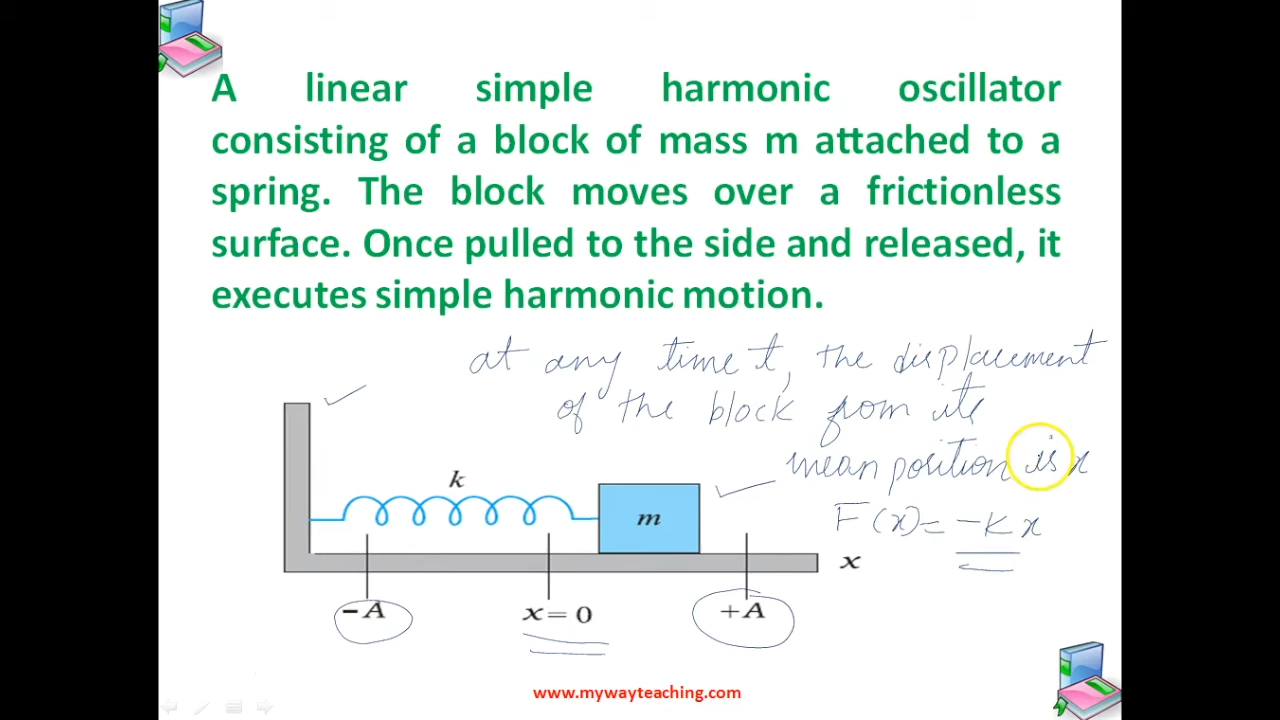 A linear simple harmonic oscillator
consisting of a block of mass m attached to a
spring. The block moves over a frictionless
surface. Once pulled to the side and released, it
executes simple harmonic motion.
at any time t, the displacement
of the block from its
mean position is x
F(x) = -kx
k
m
x
-A
x = 0
+A
www.mywayteaching.com